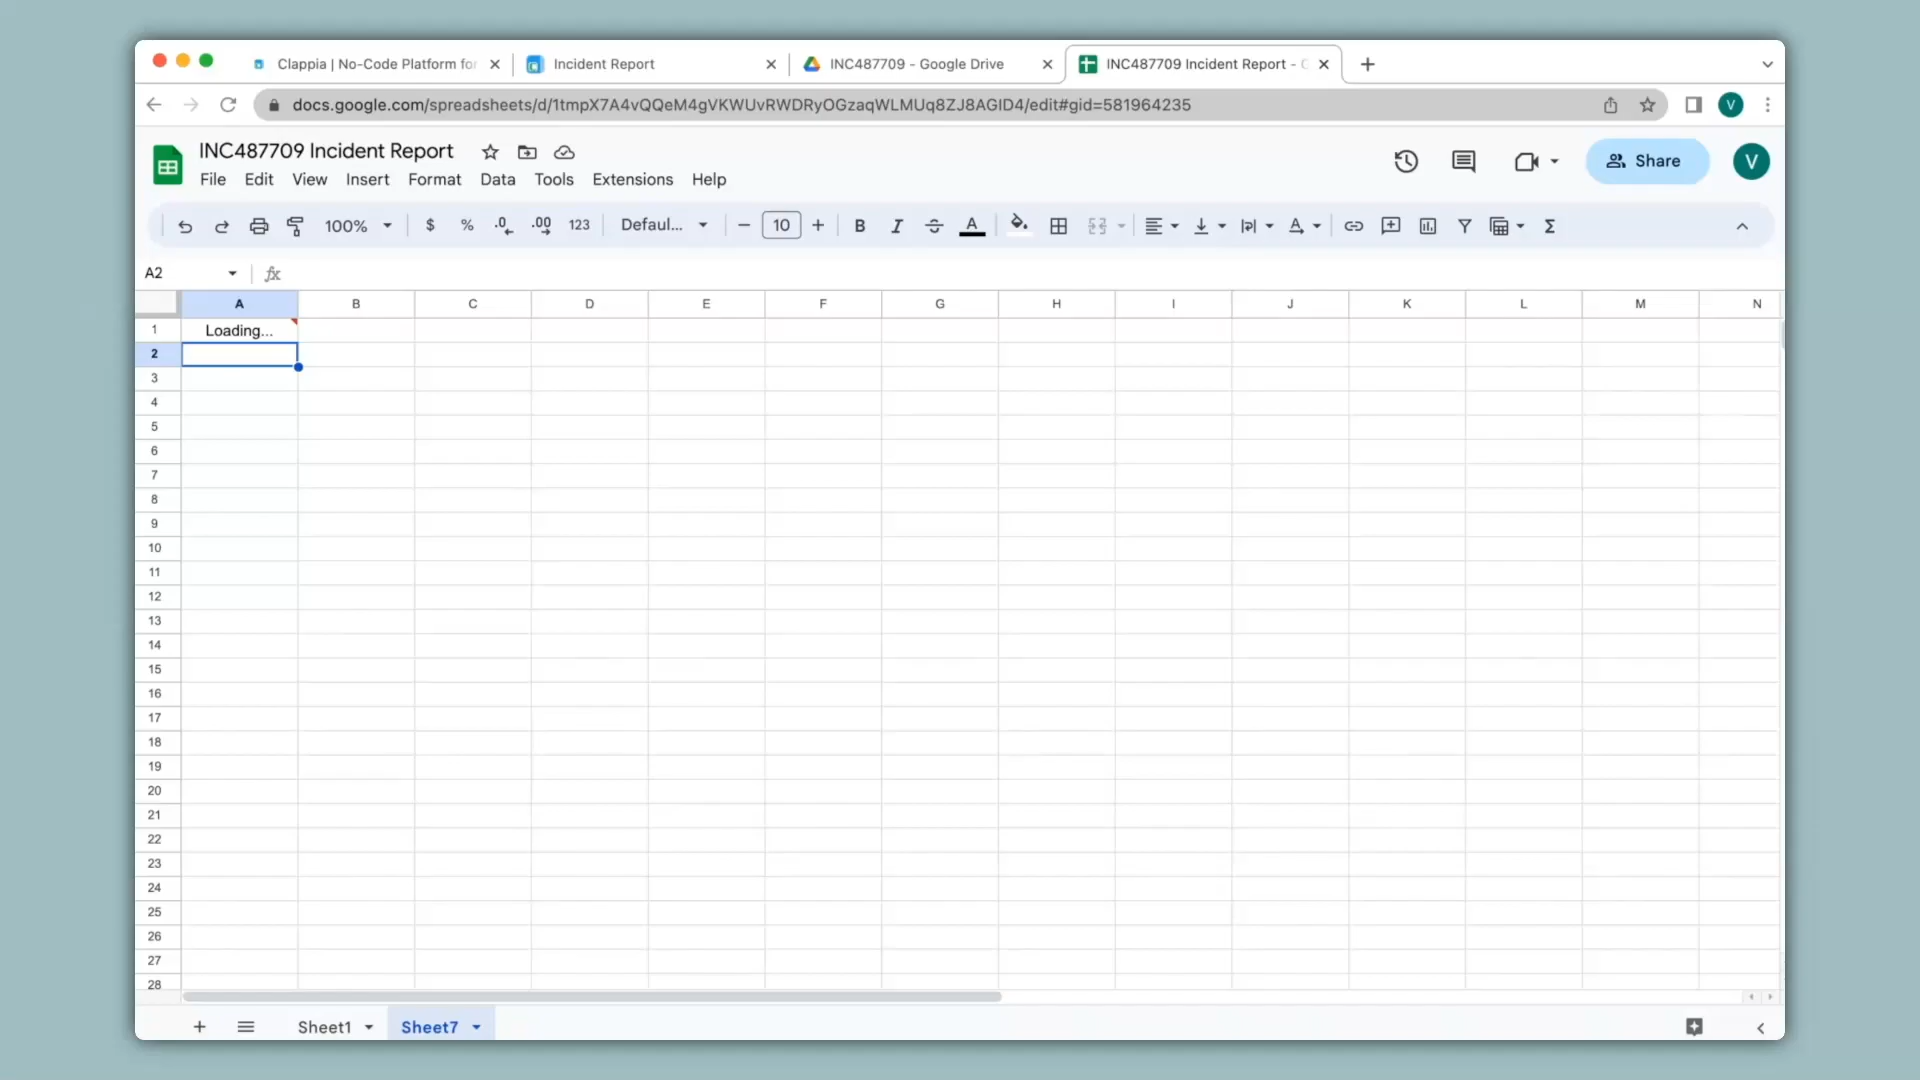 Clappia | No-Code Platform for
Incident Report
INC487709 - Google Drive
INC487709 Incident Report -
docs.google.com/spreadsheets/d/1tmpX7A4vQQeM4gVKWUvRWDRyOGzaqWLMUq8ZJ8AGID4/edit#gid=581964235
V
INC487709 Incident Report
Share
V
File Edit View Insert Format Data Tools Extensions Help
100% $ % .0 .00 123 Defaul... − 10 + B I A Σ
A2 fx
A B C D E F G H I J K L M N
1 Loading...
2
3
4
5
6
7
8
9
10
11
12
13
14
15
16
17
18
19
20
21
22
23
24
25
26
27
28
Sheet1 Sheet7